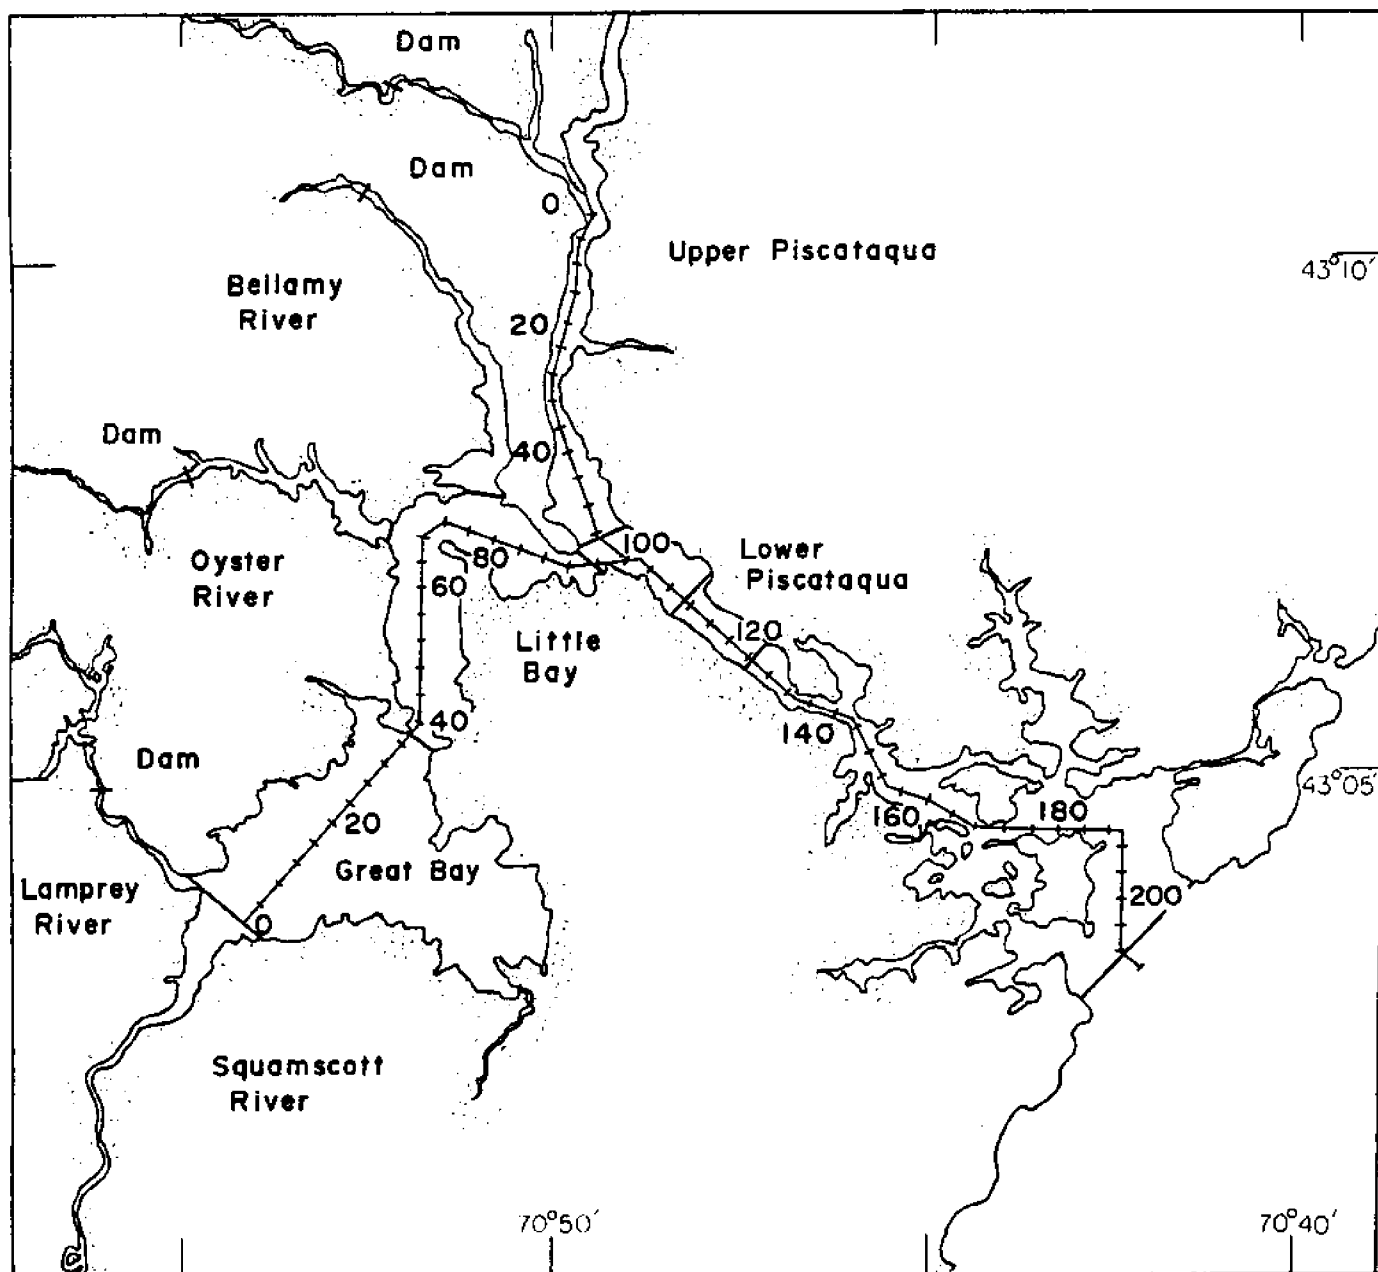 Dam
Dam
0
Upper Piscataqua
43°10'
Bellamy
River
20
Dam
40
Oyster
River
80
60
100
Lower
Piscataqua
Little
Bay
120
40
140
Dam
43°05'
20
160
180
Great Bay
Lamprey
River
0
200
Squamscott
River
70°50'
70°40'